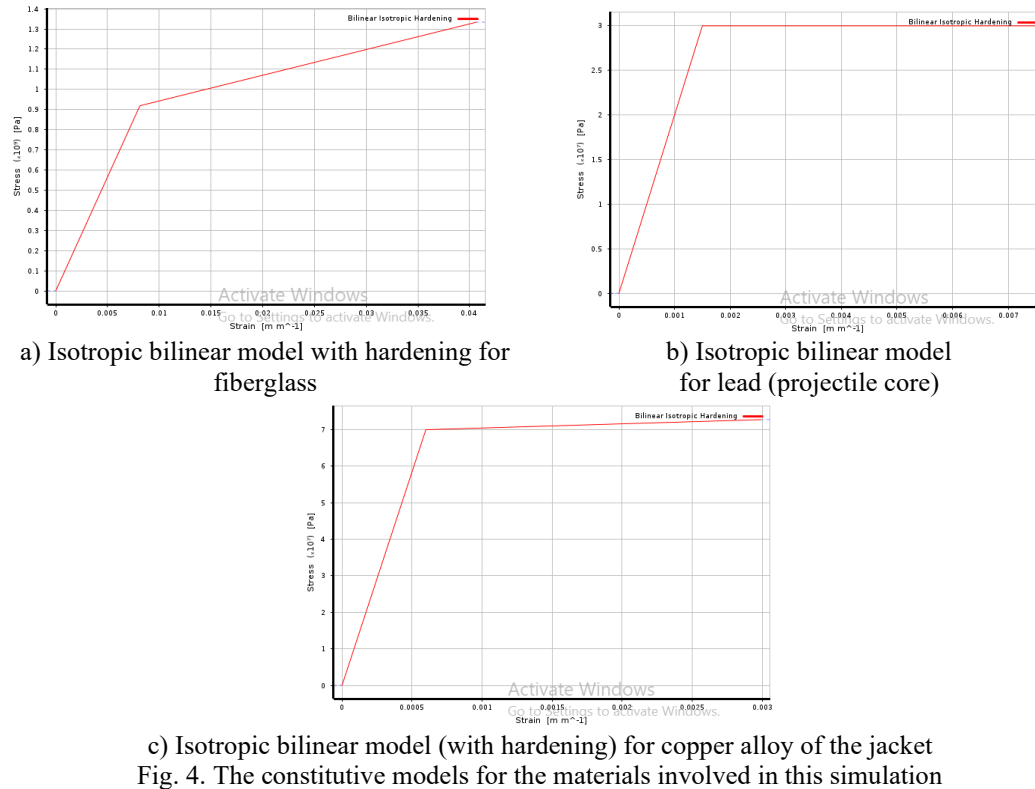 Bilinear Isotropic Hardening
1.4
1.3
1.2
1.1
1
0.9
0.8
0.7
0.6
0.5
0.4
0.3
0.2
0.1
0
Stress (.10⁹) [Pa]
0 0.005 0.01 0.015 0.02 0.025 0.03 0.035 0.04
Strain [m m^-1]
Activate Windows
Go to Settings to activate Windows.
Bilinear Isotropic Hardening
3
2.5
2
1.5
1
0.5
0
Stress (.10⁷) [Pa]
0 0.001 0.002 0.003 0.004 0.005 0.006 0.007
Strain [m m^-1]
Activate Windows
Go to Settings to activate Windows.
a) Isotropic bilinear model with hardening for
fiberglass
b) Isotropic bilinear model
for lead (projectile core)
Bilinear Isotropic Hardening
7
6
5
4
3
2
1
0
Stress (.10⁷) [Pa]
0 0.0005 0.001 0.0015 0.002 0.0025 0.003
Strain [m m^-1]
Activate Windows
Go to Settings to activate Windows.
c) Isotropic bilinear model (with hardening) for copper alloy of the jacket
Fig. 4. The constitutive models for the materials involved in this simulation